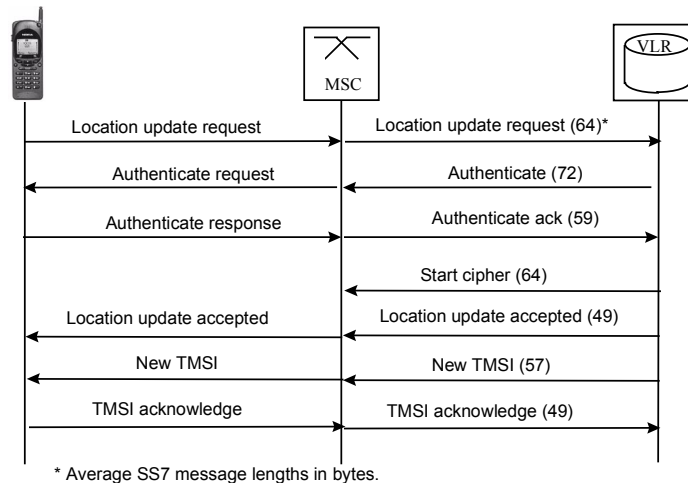 VLR
MSC
Location update request
Location update request (64)*
Authenticate request
Authenticate (72)
Authenticate response
Authenticate ack (59)
Start cipher (64)
Location update accepted
Location update accepted (49)
New TMSI
New TMSI (57)
TMSI acknowledge
TMSI acknowledge (49)
* Average SS7 message lengths in bytes.